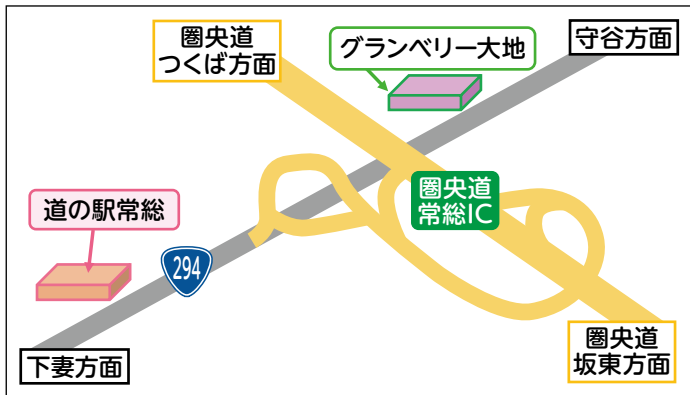 圏央道
つくば方面
グランベリー大地
守谷方面
道の駅常総
圏央道
常総IC
294
下妻方面
圏央道
坂東方面